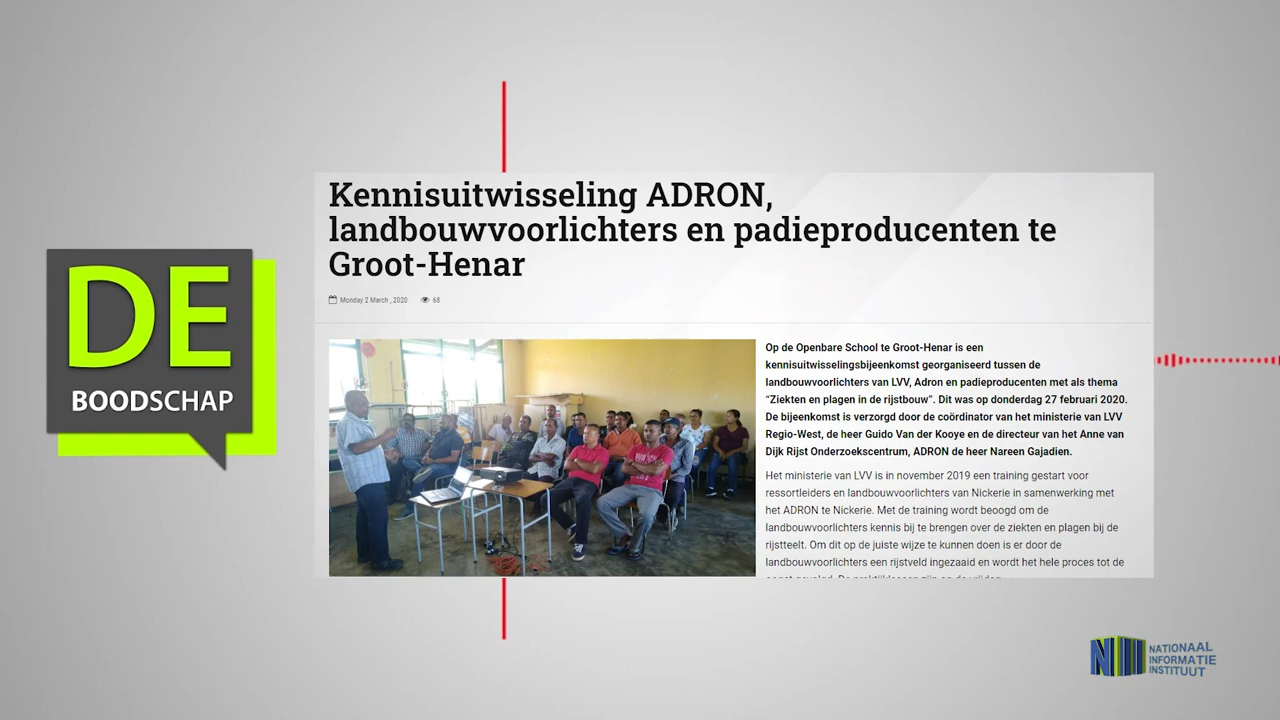 DE
BOODSCHAP
Kennisuitwisseling ADRON,
landbouwvoorlichters en padieproducenten te
Groot-Henar
Monday 2 March , 2020 68
Op de Openbare School te Groot-Henar is een
kennisuitwisselingsbijeenkomst georganiseerd tussen de
landbouwvoorlichters van LVV, Adron en padieproducenten met als thema
“Ziekten en plagen in de rijstbouw”. Dit was op donderdag 27 februari 2020.
De bijeenkomst is verzorgd door de coördinator van het ministerie van LVV
Regio-West, de heer Guido Van der Kooye en de directeur van het Anne van
Dijk Rijst Onderzoekscentrum, ADRON de heer Nareen Gajadien.
Het ministerie van LVV is in november 2019 een training gestart voor
ressortleiders en landbouwvoorlichters van Nickerie in samenwerking met
het ADRON te Nickerie. Met de training wordt beoogd om de
landbouwvoorlichters kennis bij te brengen over de ziekten en plagen bij de
rijstteelt. Om dit op de juiste wijze te kunnen doen is er door de
landbouwvoorlichters een rijstveld ingezaaid en wordt het hele proces tot de
NII NATIONAAL
INFORMATIE
INSTITUUT